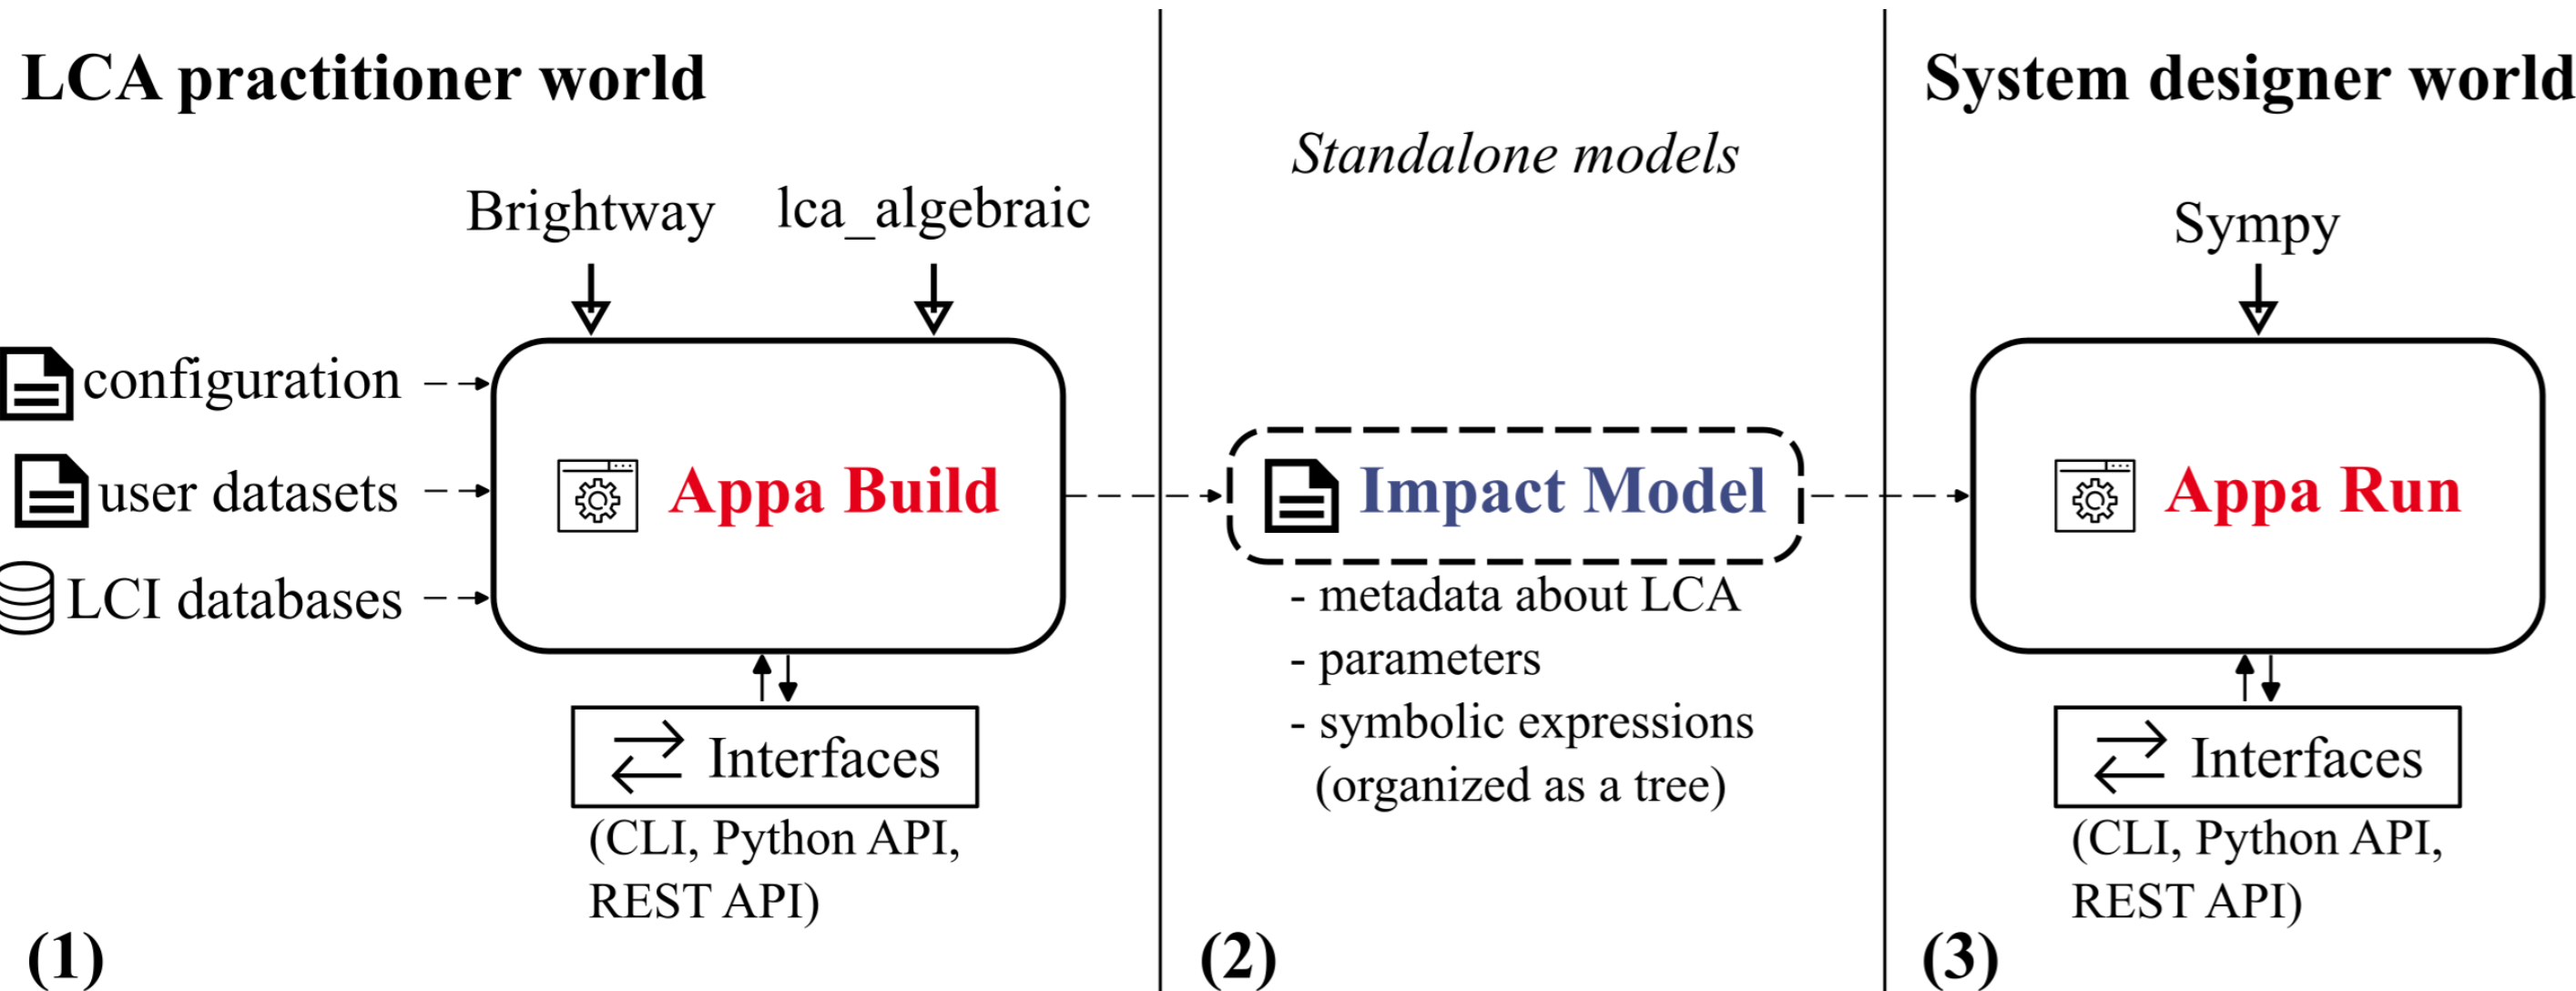 LCA practitioner world
Brightway
lca_algebraic
configuration
user datasets
LCI databases
Appa Build
Interfaces
(CLI, Python API,
REST API)
(1)
Standalone models
Impact Model
- metadata about LCA
- parameters
- symbolic expressions
(organized as a tree)
(2)
System designer world
Sympy
Appa Run
Interfaces
(CLI, Python API,
REST API)
(3)